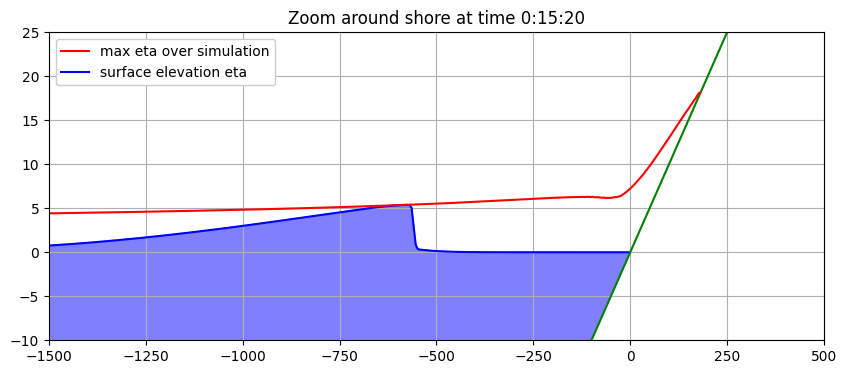 Zoom around shore at time 0:15:20
max eta over simulation
surface elevation eta
25
20
15
10
5
0
−5
−10
−1500 −1250 −1000 −750 −500 −250 0 250 500